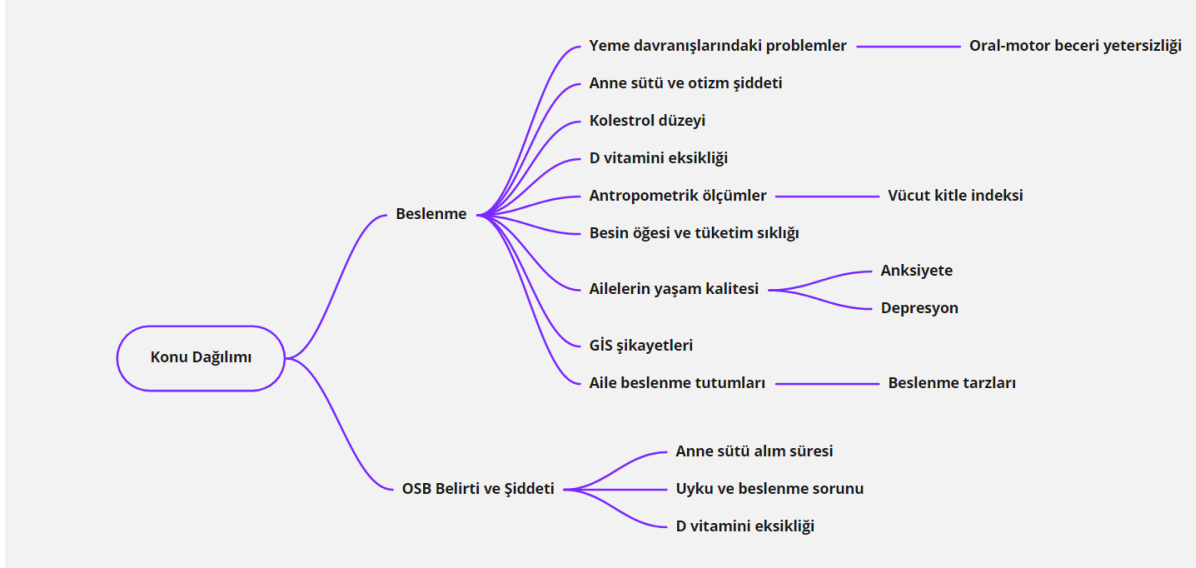 Konu Dağılımı
Beslenme
Yeme davranışlarındaki problemler
Oral-motor beceri yetersizliği
Anne sütü ve otizm şiddeti
Kolestrol düzeyi
D vitamini eksikliği
Antropometrik ölçümler
Vücut kitle indeksi
Besin öğesi ve tüketim sıklığı
Ailelerin yaşam kalitesi
Anksiyete
Depresyon
GİS şikayetleri
Aile beslenme tutumları
Beslenme tarzları
OSB Belirti ve Şiddeti
Anne sütü alım süresi
Uyku ve beslenme sorunu
D vitamini eksikliği